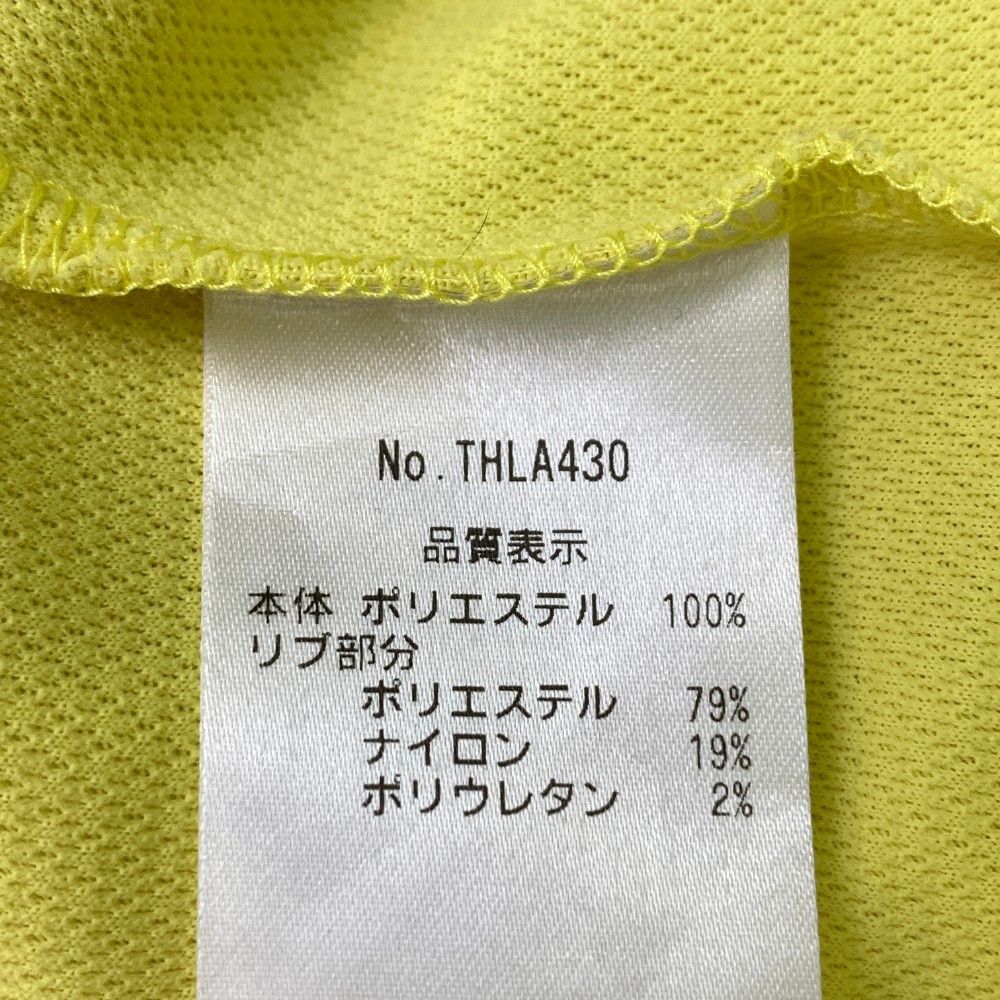 No.THLA430
品質表示
本体 ポリエステル 100%
リブ部分
ポリエステル 79%
ナイロン 19%
ポリウレタン 2%